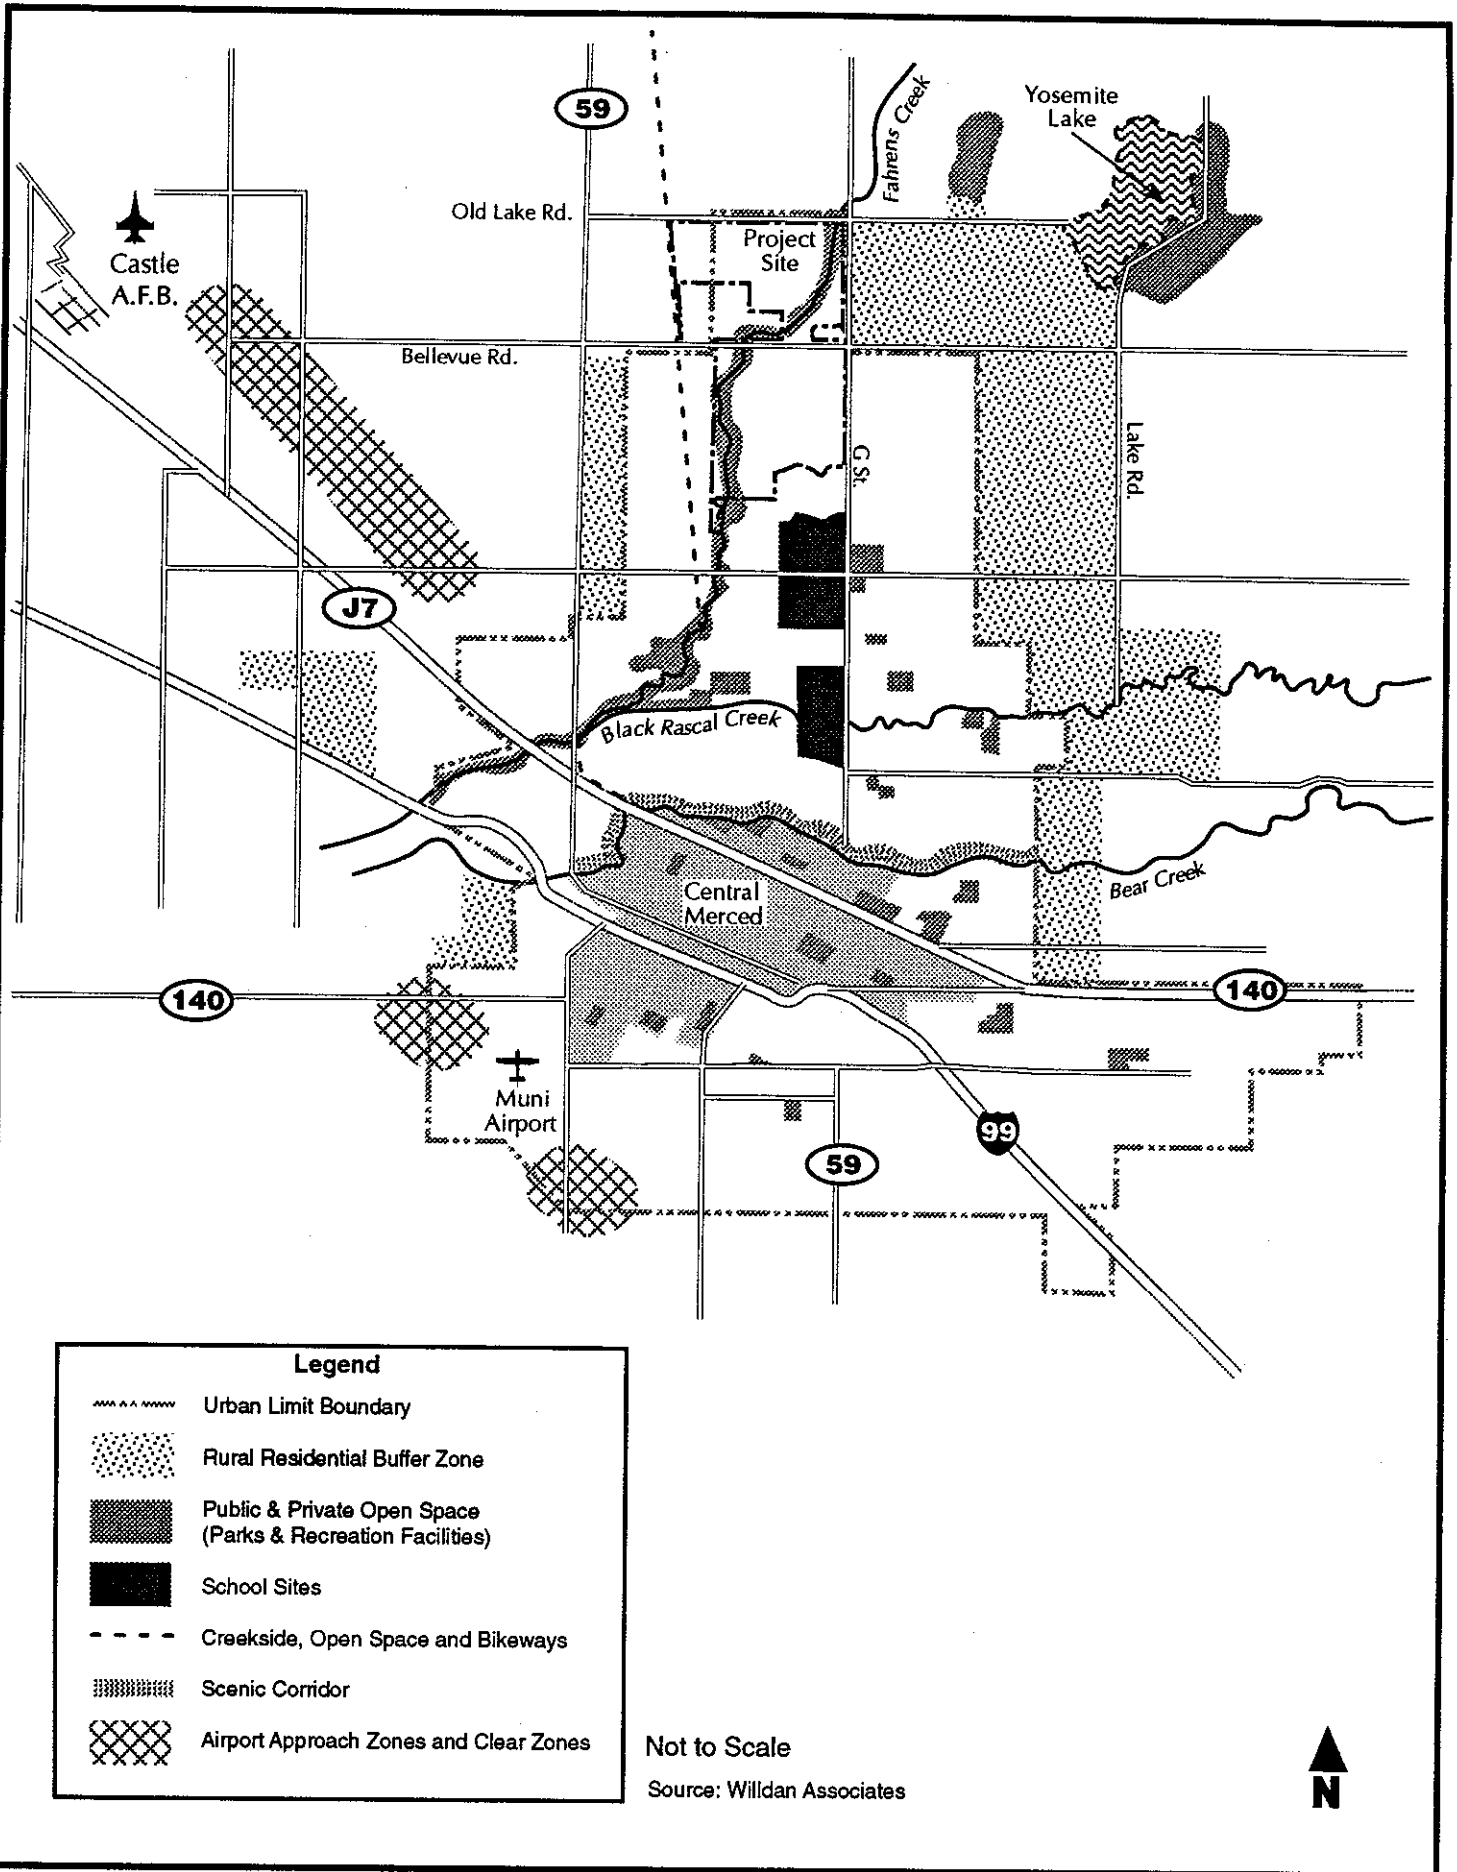 59
Fahrens Creek
Yosemite
Lake
Old Lake Rd.
Project
Site
Castle
A.F.B.
Bellevue Rd.
G St.
Lake Rd.
J7
Black Rascal Creek
Central
Merced
Bear Creek
140
140
Muni
Airport
99
59
Legend
Urban Limit Boundary
Rural Residential Buffer Zone
Public & Private Open Space
(Parks & Recreation Facilities)
School Sites
Creekside, Open Space and Bikeways
Scenic Corridor
Airport Approach Zones and Clear Zones
Not to Scale
Source: Willdan Associates
N